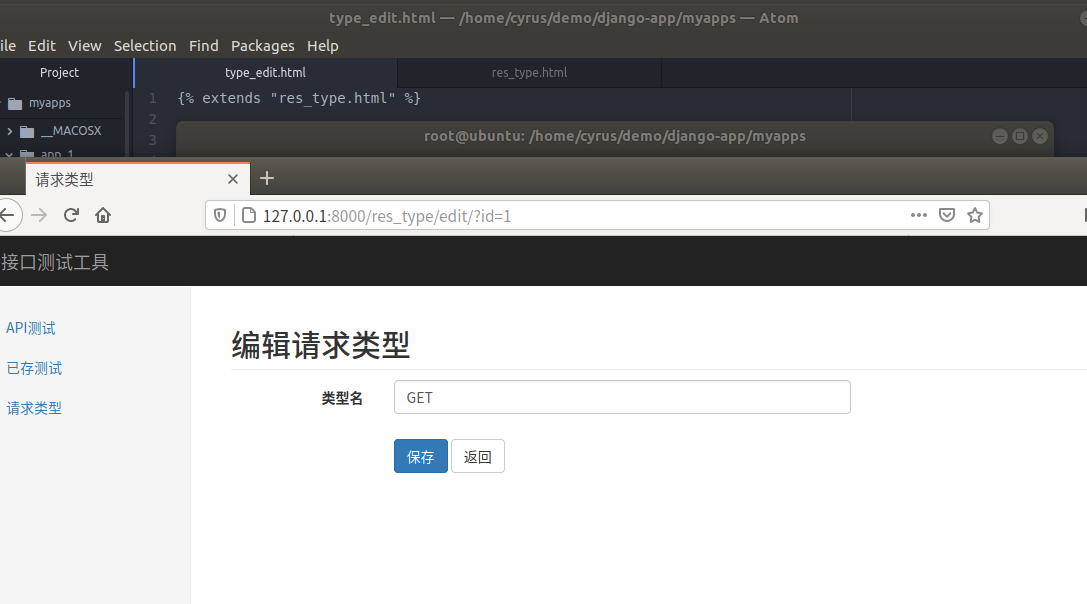 type_edit.html — /home/cyrus/demo/django-app/myapps — Atom
ile Edit View Selection Find Packages Help
Project type_edit.html res_type.html
myapps
__MACOSX
app_1
1 {% extends "res_type.html" %}
2
3
root@ubuntu: /home/cyrus/demo/django-app/myapps
请求类型
127.0.0.1:8000/res_type/edit/?id=1
接口测试工具
API测试
已存测试
请求类型
编辑请求类型
类型名 GET
保存 返回